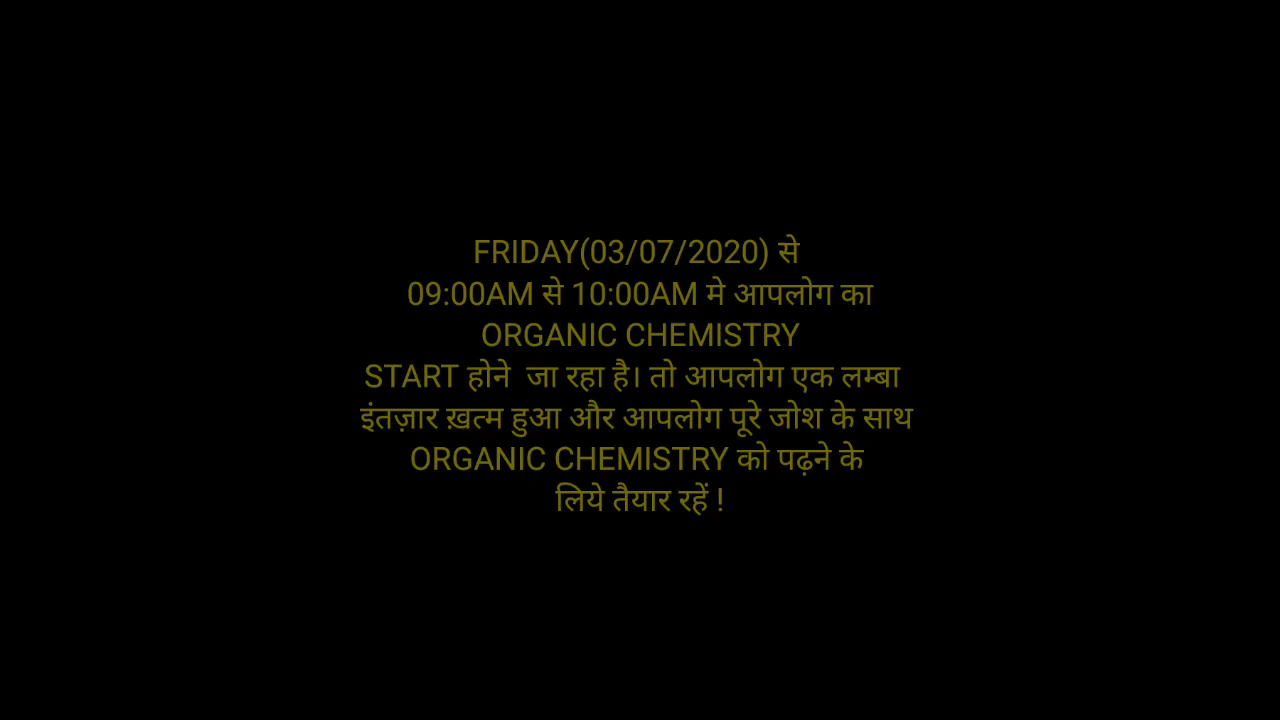 FRIDAY(03/07/2020) से
09:00AM से 10:00AM मे आपलोग का
ORGANIC CHEMISTRY
START होने  जा रहा है। तो आपलोग एक लम्बा
इंतज़ार ख़त्म हुआ और आपलोग पूरे जोश के साथ
ORGANIC CHEMISTRY को पढ़ने के
लिये तैयार रहें !